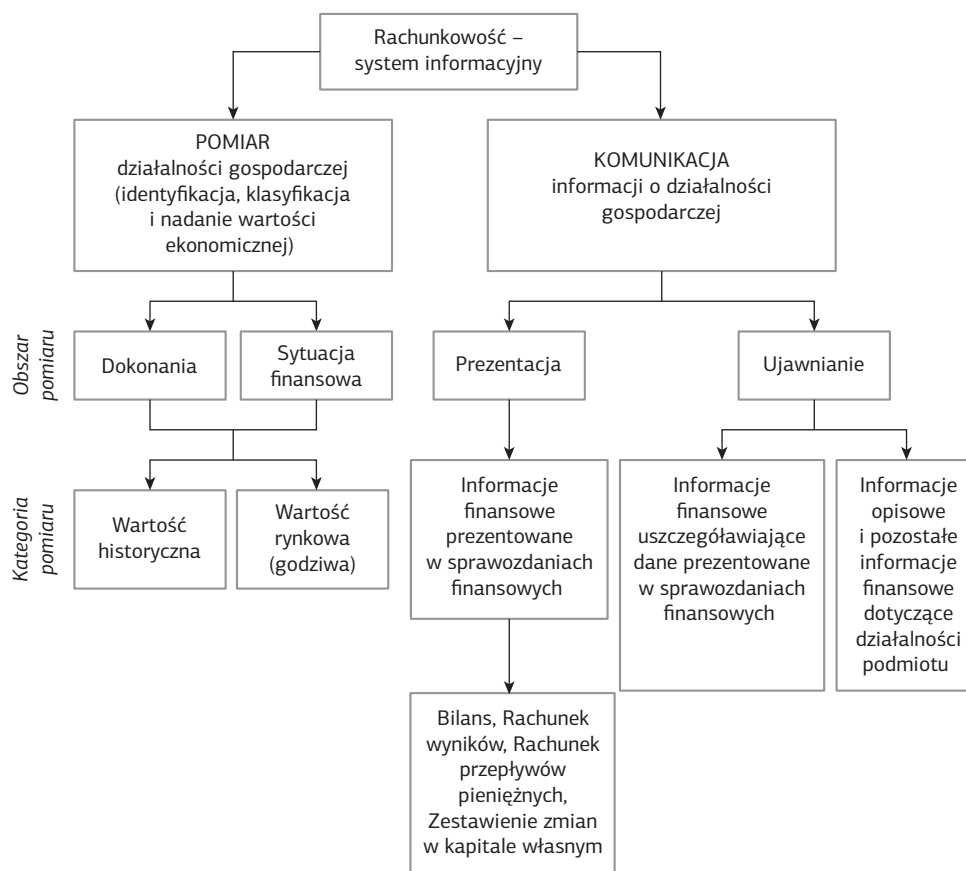 Rachunkowość –
system informacyjny
POMIAR
działalności gospodarczej
(identyfikacja, klasyfikacja
i nadanie wartości
ekonomicznej)
KOMUNIKACJA
informacji o działalności
gospodarczej
Obszar
pomiaru
Dokonania
Sytuacja
finansowa
Prezentacja
Ujawnianie
Kategoria
pomiaru
Wartość
historyczna
Wartość
rynkowa
(godziwa)
Informacje
finansowe
prezentowane
w sprawozdaniach
finansowych
Informacje
finansowe
uszczegóławiające
dane prezentowane
w sprawozdaniach
finansowych
Informacje
opisowe
i pozostałe
informacje
finansowe
dotyczące
działalności
podmiotu
Bilans, Rachunek
wyników, Rachunek
przepływów
pieniężnych,
Zestawienie zmian
w kapitale własnym